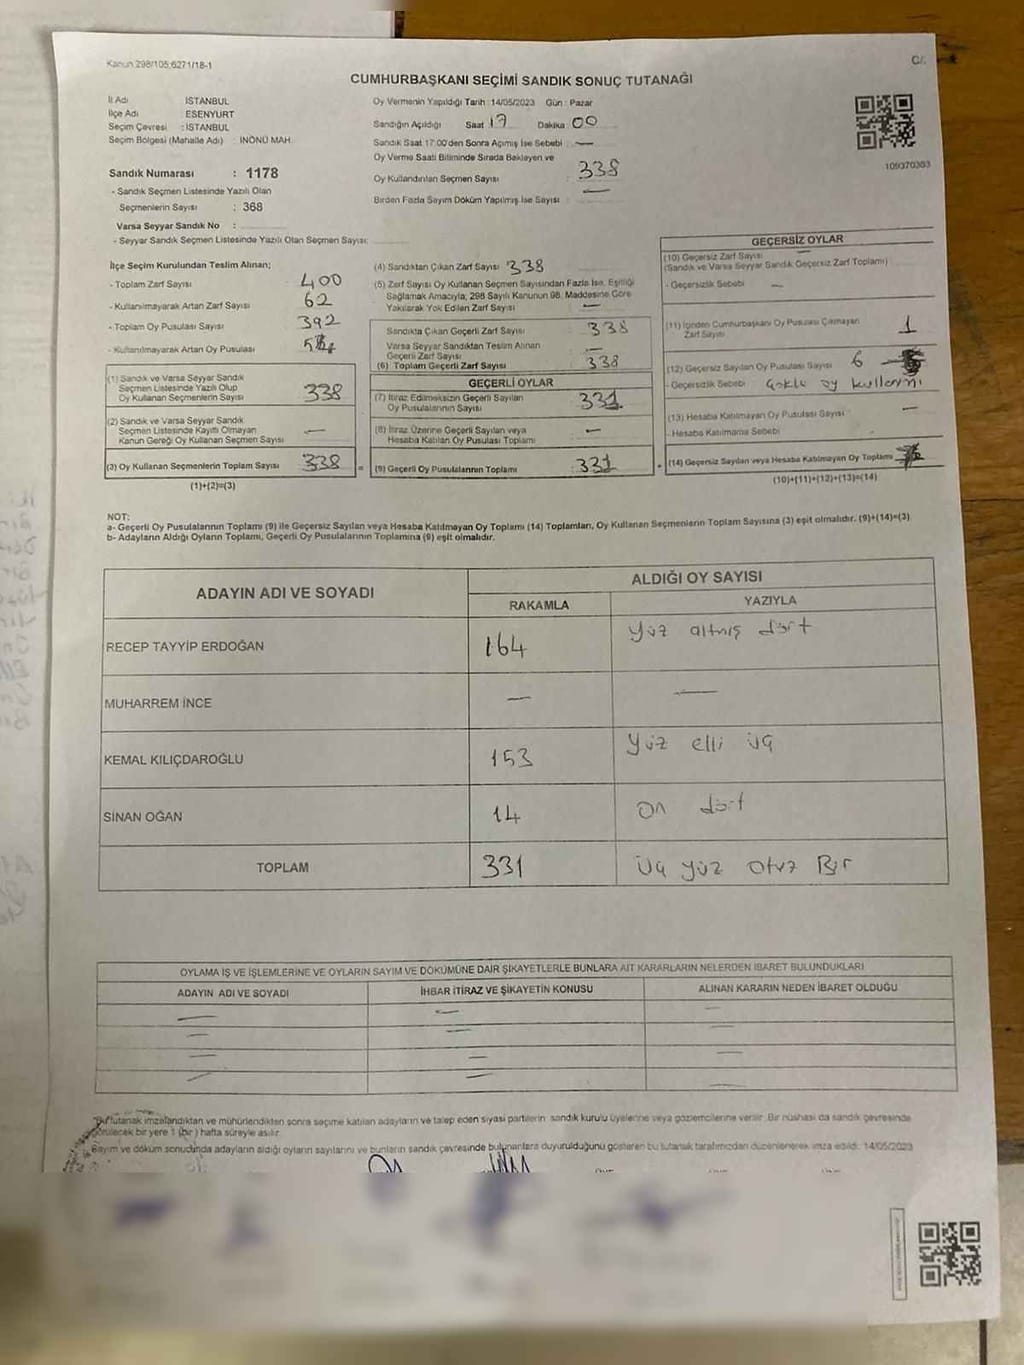 Kanun 298/105;6271/18-1
C/.
CUMHURBAŞKANI SEÇİMİ SANDIK SONUÇ TUTANAĞI
İl Adı İSTANBUL
İlçe Adı ESENYURT
Seçim Çevresi : İSTANBUL
Seçim Bölgesi (Mahalle Adı) : İNÖNÜ MAH
Sandık Numarası : 1178
- Sandık Seçmen Listesinde Yazılı Olan
Seçmenlerin Sayısı : 368
Varsa Seyyar Sandık No :
- Seyyar Sandık Seçmen Listesinde Yazılı Olan Seçmen Sayısı:
Oy Vermenin Yapıldığı Tarih : 14/05/2023 Gün : Pazar
Sandığın Açıldığı Saat 17 Dakika : 00
Sandık Saat 17:00'den Sonra Açımış İse Sebebi : —
Oy Verme Saati Bitiminde Sırada Bekleyen ve
Oy Kullandırılan Seçmen Sayısı : 338
Birden Fazla Sayım Döküm Yapılmış İse Sayısı : —
109370383
İlçe Seçim Kurulundan Teslim Alınan;
- Toplam Zarf Sayısı : 400
- Kullanılmayarak Artan Zarf Sayısı : 62
- Toplam Oy Pusulası Sayısı : 392
- Kullanılmayarak Artan Oy Pusulası
(1) Sandık ve Varsa Seyyar Sandık
Seçmen Listesinde Yazılı Olup
Oy Kullanan Seçmenlerin Sayısı 338
(2) Sandık ve Varsa Seyyar Sandık
Seçmen Listesinde Kayıtlı Olmayan
Kanun Gereği Oy Kullanan Seçmen Sayısı —
(3) Oy Kullanan Seçmenlerin Toplam Sayısı 338 =
(1)+(2)=(3)
(4) Sandıktan Çıkan Zarf Sayısı : 338
(5) Zarf Sayısı Oy Kullanan Seçmen Sayısından Fazla İse, Eşitliği
Sağlamak Amacıyla, 298 Sayılı Kanunun 98. Maddesine Göre
Yakılarak Yok Edilen Zarf Sayısı : —
Sandıkta Çıkan Geçerli Zarf Sayısı : 338
Varsa Seyyar Sandıktan Teslim Alınan
Geçerli Zarf Sayısı : —
(6) Toplam Geçerli Zarf Sayısı : 338
GEÇERLİ OYLAR
(7) İtiraz Edilmeksizin Geçerli Sayılan
Oy Pusulalarının Sayısı : 331
(8) İtiraz Üzerine Geçerli Sayılan veya
Hesaba Katılan Oy Pusulası Toplamı : —
(9) Geçerli Oy Pusulalarının Toplamı : 331
GEÇERSİZ OYLAR
(10) Geçersiz Zarf Sayısı —
(Sandık ve Varsa Seyyar Sandık Geçersiz Zarf Toplamı)
- Geçersizlik Sebebi : —
(11) İçinden Cumhurbaşkanı Oy Pusulası Çıkmayan
Zarf Sayısı 1
(12) Geçersiz Sayılan Oy Pusulası Sayısı 6
- Geçersizlik Sebebi : Çoklu oy kullanımı
(13) Hesaba Katılmayan Oy Pusulası Sayısı : —
- Hesaba Katılmama Sebebi
(14) Geçersiz Sayılan veya Hesaba Katılmayan Oy Toplamı
(10)+(11)+(12)+(13)=(14)
NOT:
a- Geçerli Oy Pusulalarının Toplamı (9) ile Geçersiz Sayılan veya Hesaba Katılmayan Oy Toplamı (14) Toplamları, Oy Kullanan Seçmenlerin Toplam Sayısına (3) eşit olmalıdır. (9)+(14)=(3)
b- Adayların Aldığı Oyların Toplamı, Geçerli Oy Pusulalarının Toplamına (9) eşit olmalıdır.
ADAYIN ADI VE SOYADI ALDIĞI OY SAYISI
RAKAMLA YAZIYLA
RECEP TAYYİP ERDOĞAN 164 Yüz altmış dört
MUHARREM İNCE — —
KEMAL KILIÇDAROĞLU 153 Yüz elli üç
SİNAN OĞAN 14 On dört
TOPLAM 331 Üç yüz otuz Bir
OYLAMA İŞ VE İŞLEMLERİNE VE OYLARIN SAYIM VE DÖKÜMÜNE DAİR ŞİKAYETLERLE BUNLARA AİT KARARLARIN NELERDEN İBARET BULUNDUKLARI
ADAYIN ADI VE SOYADI İHBAR İTİRAZ VE ŞİKAYETİN KONUSU ALINAN KARARIN NEDEN İBARET OLDUĞU
— — —
— — —
— — —
— — —
Bu tutanak imzalandıktan ve mühürlendikten sonra seçime katılan adayların ve talep eden siyasi partilerin sandık kurulu üyelerine veya gözlemcilerine verilir. Bir nüshası da sandık çevresinde
görülecek bir yere 1 (bir) hafta süreyle asılır.
Sayım ve döküm sonucunda adayların aldığı oyların sayılarını ve bunların sandık çevresinde bulunanlara duyurulduğunu gösteren bu tutanak tarafımızdan düzenlenerek imza edildi. 14/05/2023